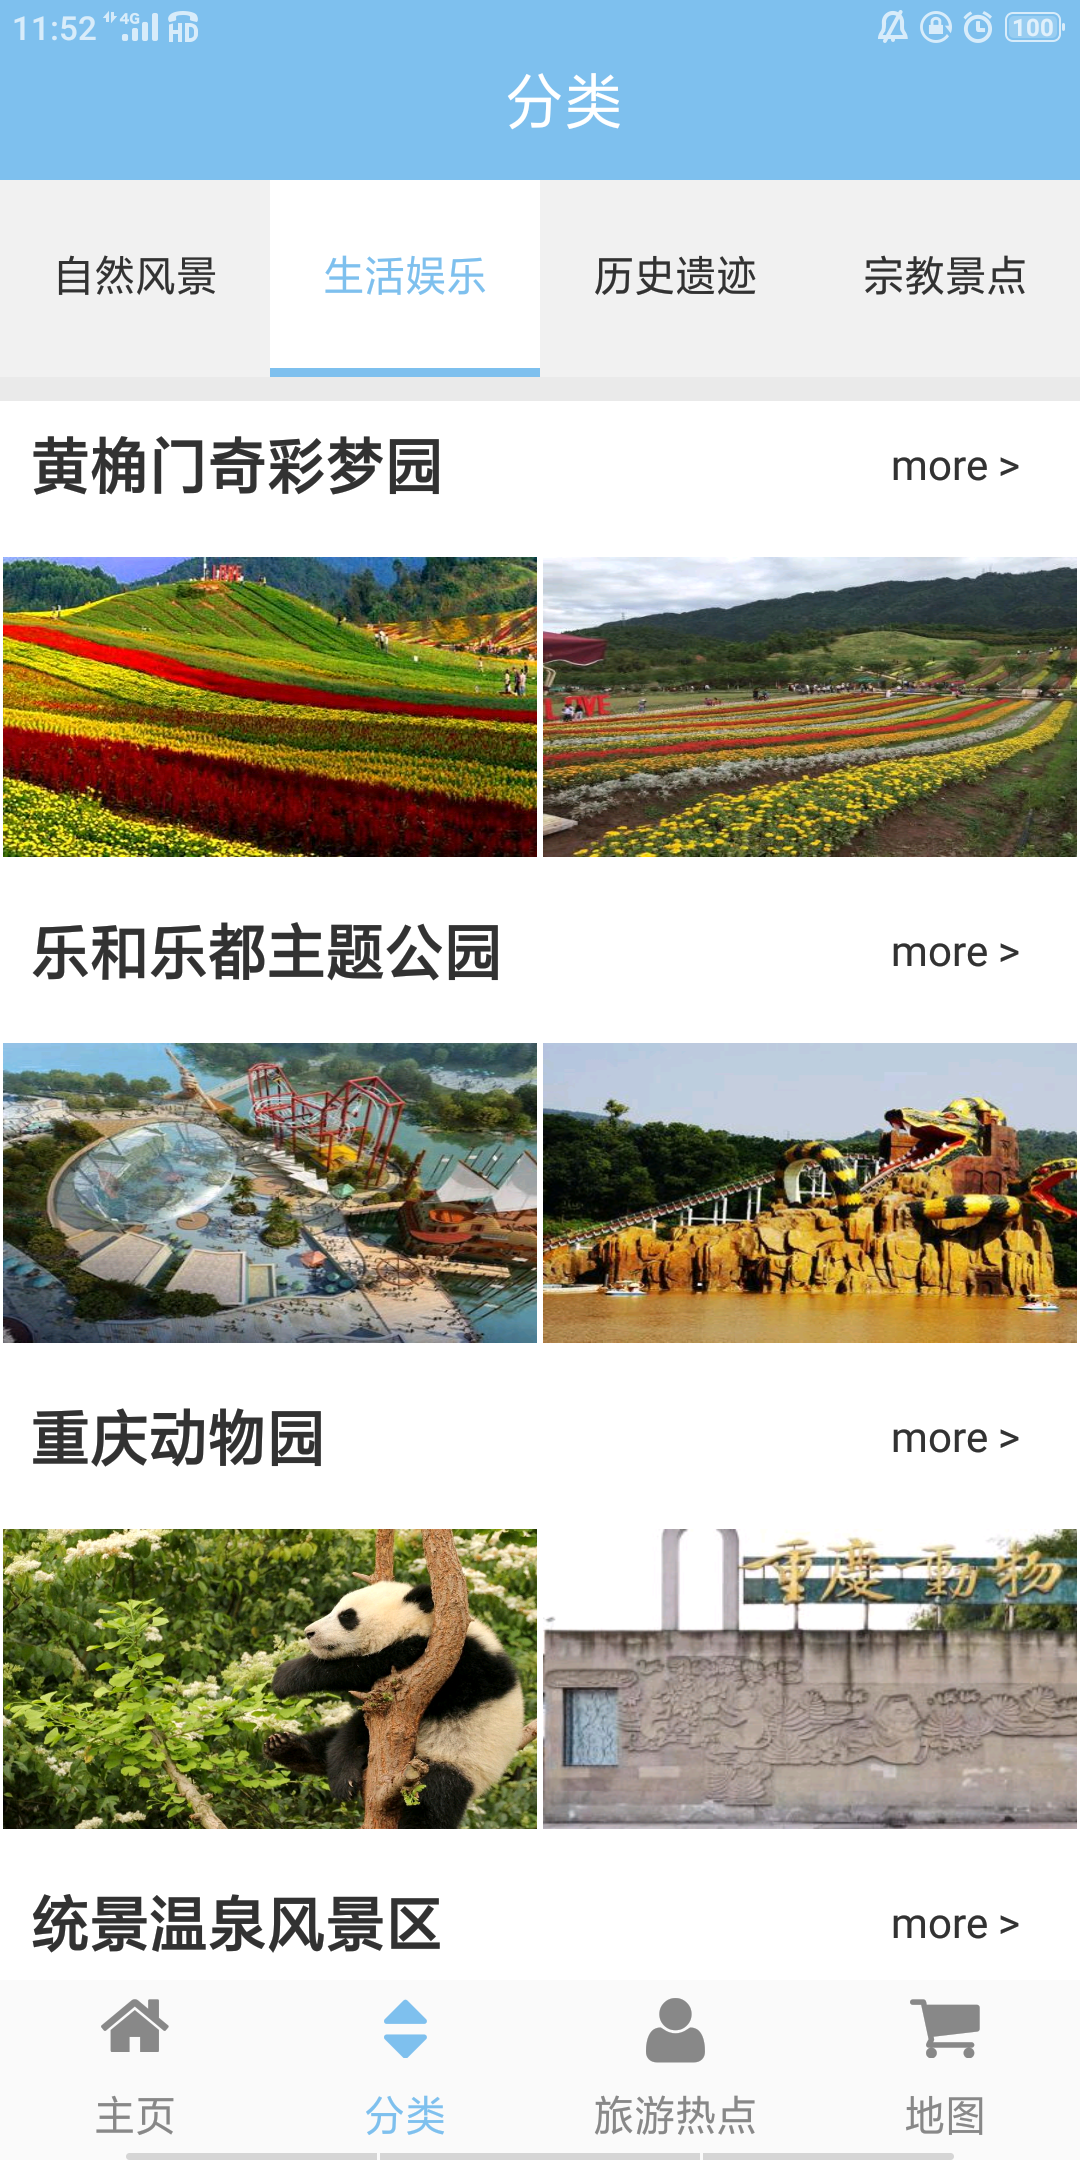 11:52 4G HD 100
分类
自然风景 生活娱乐 历史遗迹 宗教景点
黄桷门奇彩梦园 more >
LOVE
LOVE
乐和乐都主题公园 more >
重庆动物园 more >
重慶動物
统景温泉风景区 more >
主页 分类 旅游热点 地图